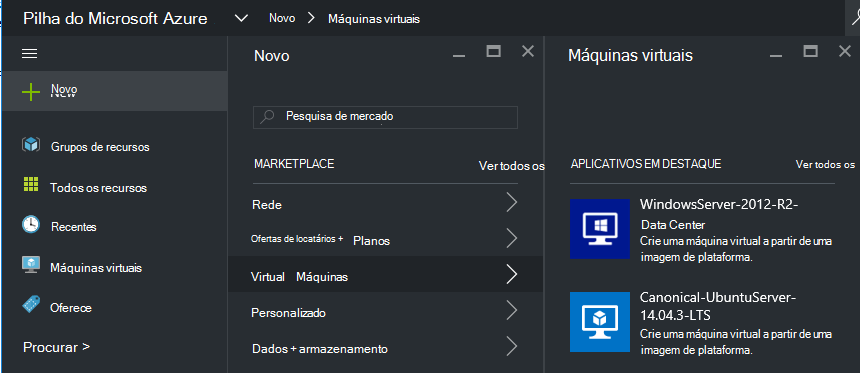 Pilha do Microsoft Azure
Novo > Máquinas virtuais
Novo
Grupos de recursos
Todos os recursos
Recentes
Máquinas virtuais
Oferece
Procurar >
Novo
Pesquisa de mercado
MARKETPLACE Ver todos os
Rede
Ofertas de locatários + Planos
Virtual Máquinas
Personalizado
Dados + armazenamento
Máquinas virtuais
APLICATIVOS EM DESTAQUE Ver todos os
WindowsServer-2012-R2-
Data Center
Crie uma máquina virtual a partir de uma
imagem de plataforma.
Canonical-UbuntuServer-
14.04.3-LTS
Crie uma máquina virtual a partir de uma
imagem de plataforma.